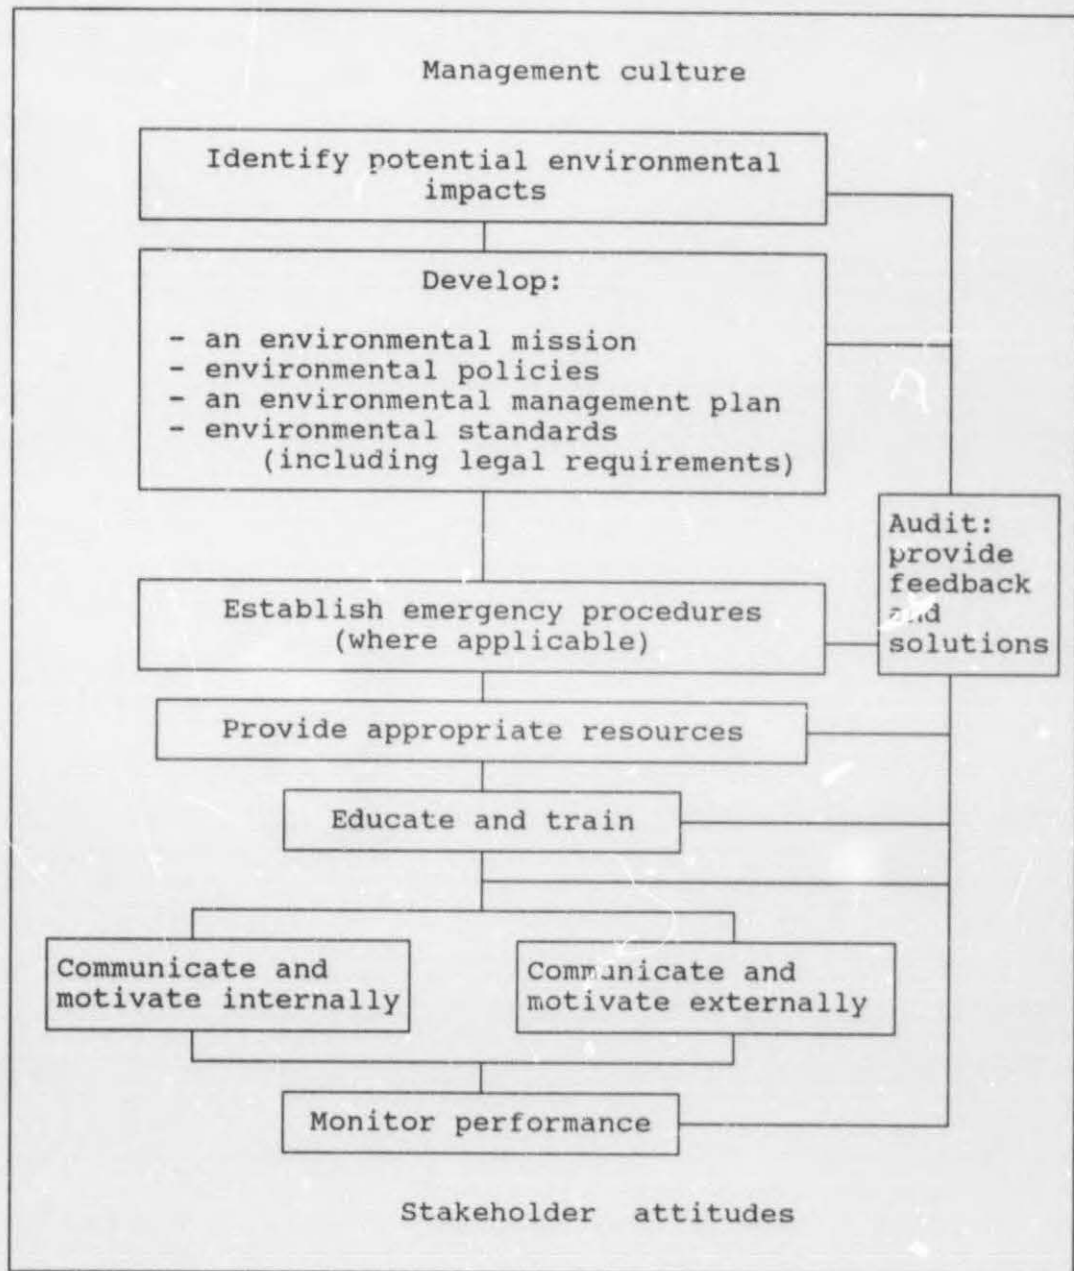 Management culture
Identify potential environmental
impacts
Develop:
- an environmental mission
- environmental policies
- an environmental management plan
- environmental standards
(including legal requirements)
Audit:
provide
feedback
and
solutions
Establish emergency procedures
(where applicable)
Provide appropriate resources
Educate and train
Communicate and
motivate internally
Communicate and
motivate externally
Monitor performance
Stakeholder attitudes